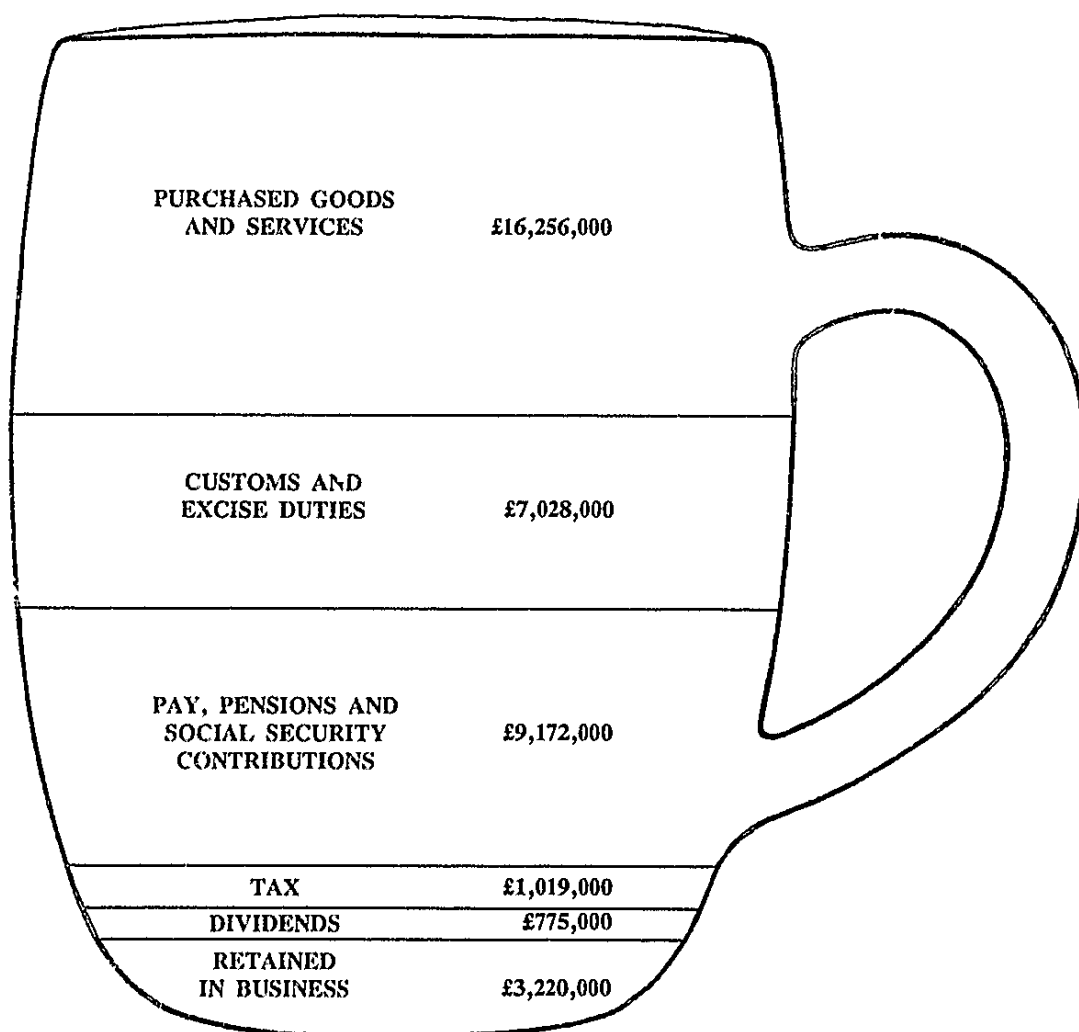 PURCHASED GOODS
AND SERVICES £16,256,000
CUSTOMS AND
EXCISE DUTIES £7,028,000
PAY, PENSIONS AND
SOCIAL SECURITY £9,172,000
CONTRIBUTIONS
TAX £1,019,000
DIVIDENDS £775,000
RETAINED
IN BUSINESS £3,220,000